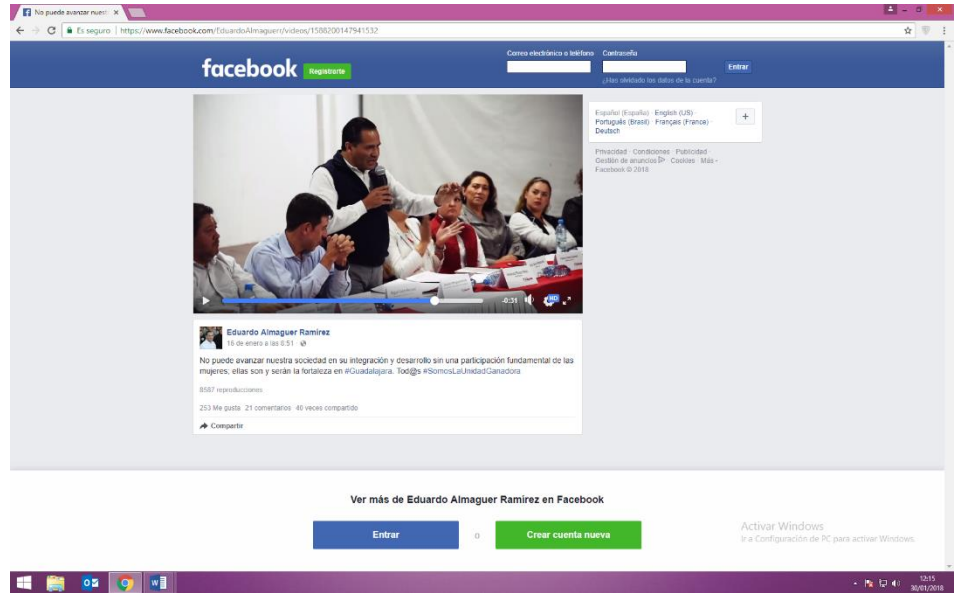 No puede avanzar nuest
Es seguro | https://www.facebook.com/EduardoAlmaguerr/videos/1588200147941532
Correo electrónico o teléfono Contraseña
facebook Registrarte Entrar
¿Has olvidado los datos de la cuenta?
Español (España) · English (US) ·
Português (Brasil) · Français (France) ·
Deutsch
+
Privacidad · Condiciones · Publicidad ·
Gestión de anuncios · Cookies · Más
Facebook © 2018
-0:31 HD
Eduardo Almaguer Ramírez
16 de enero a las 0:51 ·
No puede avanzar nuestra sociedad en su integración y desarrollo sin una participación fundamental de las
mujeres; ellas son y serán la fortaleza en #Guadalajara. Tod@s #SomosLaUnidadGanadora
8587 reproducciones
253 Me gusta 21 comentarios 40 veces compartido
Compartir
Ver más de Eduardo Almaguer Ramírez en Facebook
Entrar o Crear cuenta nueva
Activar Windows
Ir a Configuración de PC para activar Windows.
12:15
30/01/2018